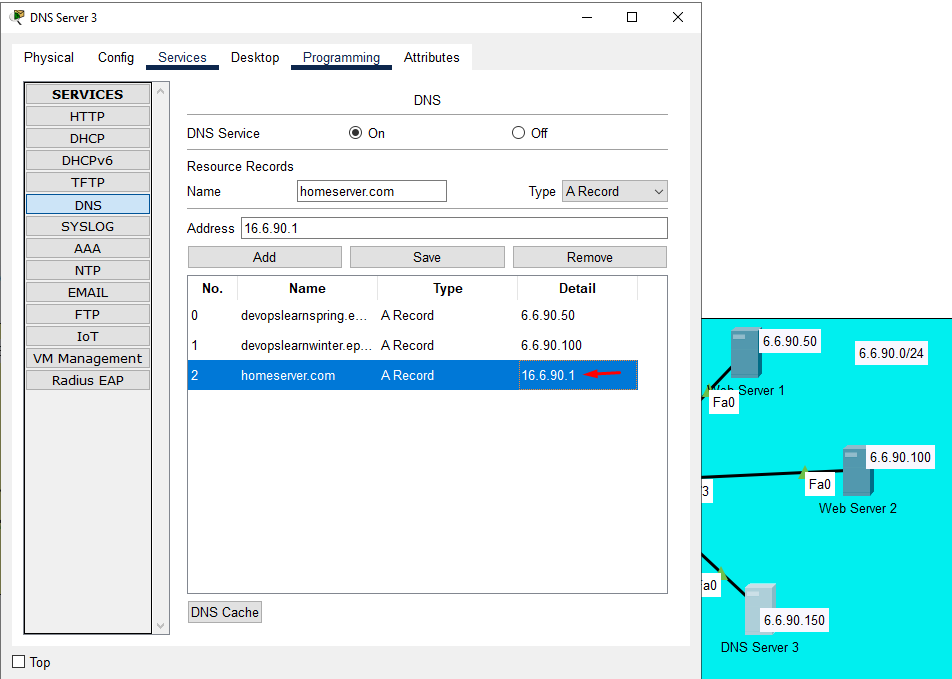 DNS Server 3
Physical Config Services Desktop Programming Attributes
SERVICES
HTTP
DHCP
DHCPv6
TFTP
DNS
SYSLOG
AAA
NTP
EMAIL
FTP
IoT
VM Management
Radius EAP
DNS
DNS Service On Off
Resource Records
Name homeserver.com Type A Record
Address 16.6.90.1
Add Save Remove
No. Name Type Detail
0 devopslearnspring.e... A Record 6.6.90.50
1 devopslearnwinter.ep... A Record 6.6.90.100
2 homeserver.com A Record 16.6.90.1
DNS Cache
Top
6.6.90.50
6.6.90.0/24
Web Server 1
Fa0
6.6.90.100
Fa0
3
Web Server 2
Fa0
6.6.90.150
DNS Server 3